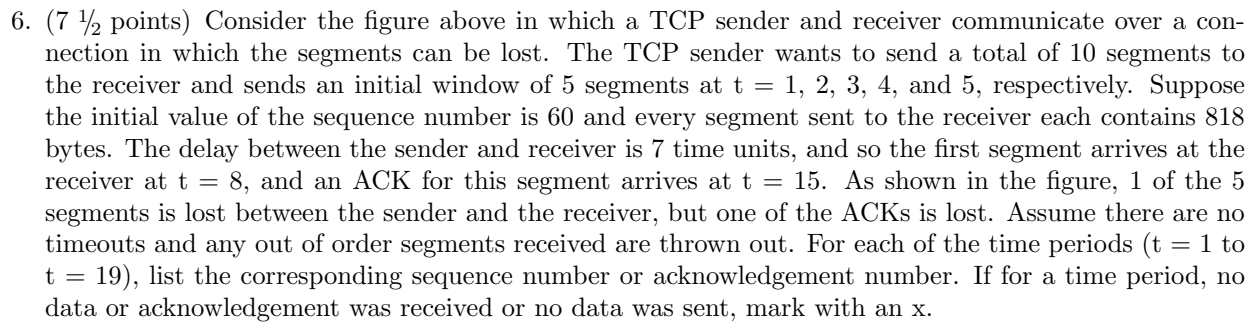 6. (7 ½ points) Consider the figure above in which a TCP sender and receiver communicate over a con-
nection in which the segments can be lost. The TCP sender wants to send a total of 10 segments to
the receiver and sends an initial window of 5 segments at t = 1, 2, 3, 4, and 5, respectively. Suppose
the initial value of the sequence number is 60 and every segment sent to the receiver each contains 818
bytes. The delay between the sender and receiver is 7 time units, and so the first segment arrives at the
receiver at t = 8, and an ACK for this segment arrives at t = 15. As shown in the figure, 1 of the 5
segments is lost between the sender and the receiver, but one of the ACKs is lost. Assume there are no
timeouts and any out of order segments received are thrown out. For each of the time periods (t = 1 to
t = 19), list the corresponding sequence number or acknowledgement number. If for a time period, no
data or acknowledgement was received or no data was sent, mark with an x.